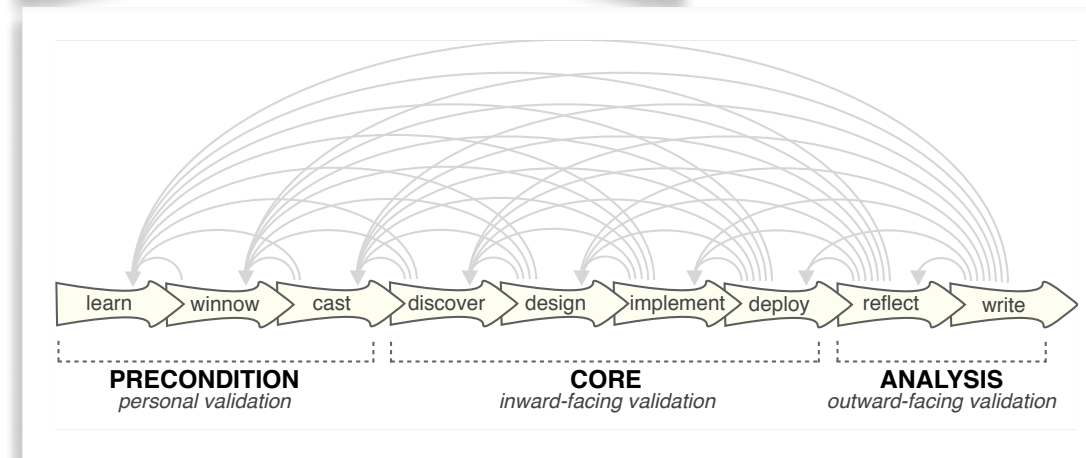 learn winnow cast discover design implement deploy reflect write
PRECONDITION CORE ANALYSIS
personal validation inward-facing validation outward-facing validation